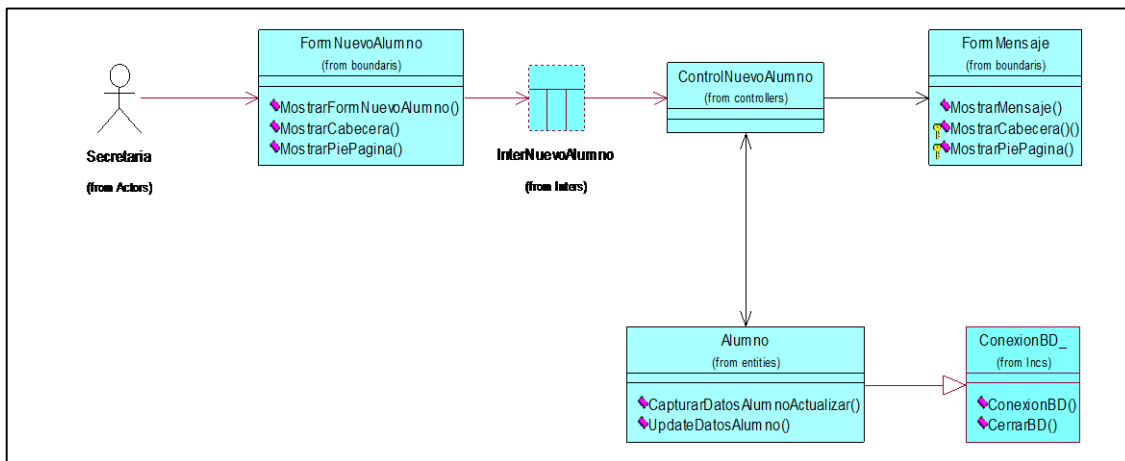 FormNuevoAlumno
(from boundaris)
MostrarFormNuevoAlumno()
MostrarCabecera()
MostrarPiePagina()
Secretaria
(from Actors)
InterNuevoAlumno
(from Inters)
ControlNuevoAlumno
(from controllers)
FormMensaje
(from boundaris)
MostrarMensaje()
MostrarCabecera()()
MostrarPiePagina()
Alumno
(from entities)
CapturarDatosAlumnoActualizar()
UpdateDatosAlumno()
ConexionBD_
(from Incs)
ConexionBD()
CerrarBD()